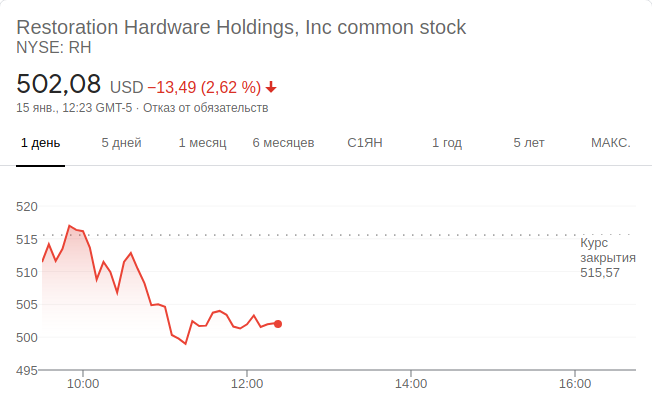 Restoration Hardware Holdings, Inc common stock
NYSE: RH
502,08 USD −13,49 (2,62 %)
15 янв., 12:23 GMT-5 · Отказ от обязательств
1 день 5 дней 1 месяц 6 месяцев С1ЯН 1 год 5 лет МАКС.
520
515
Курс
закрытия
515,57
510
505
500
495
10:00 12:00 14:00 16:00